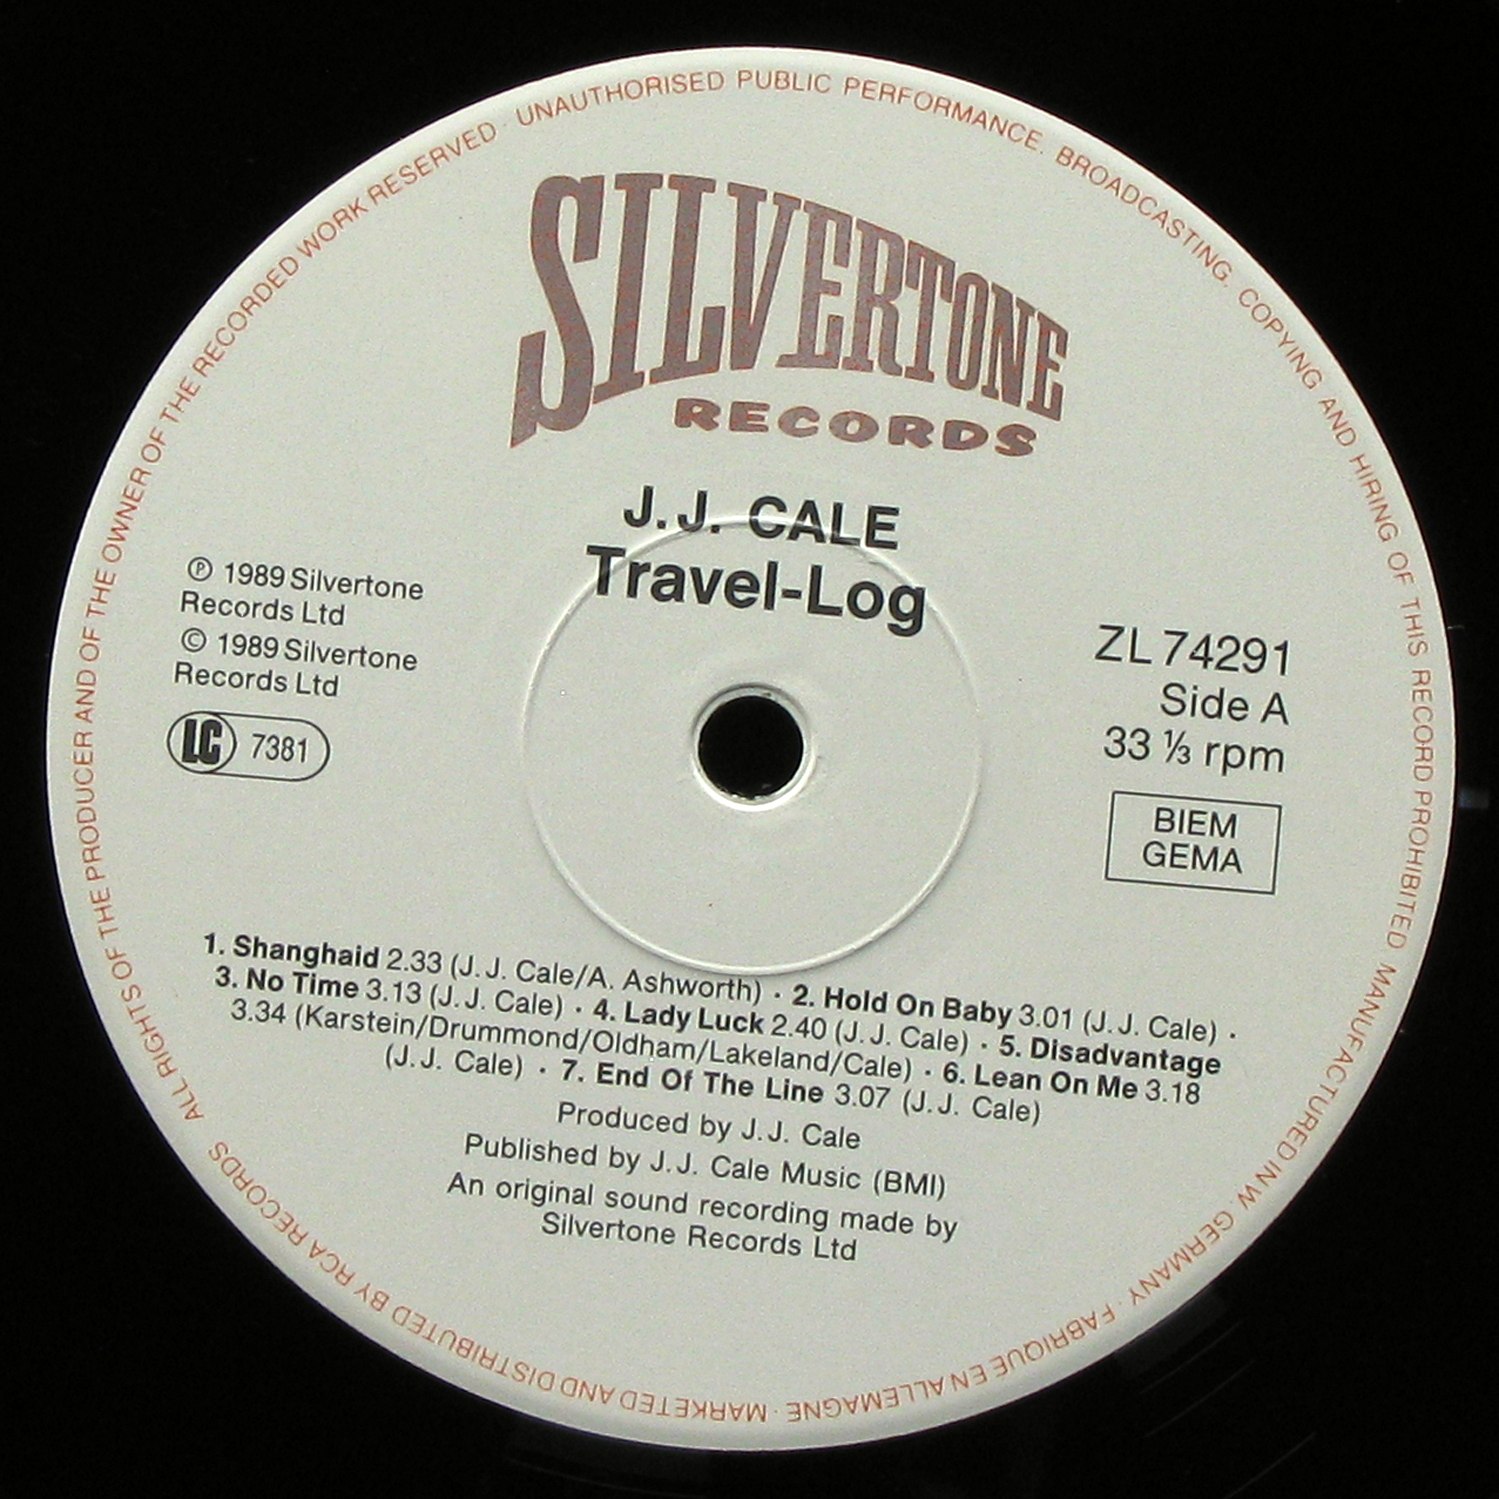 ALL RIGHTS OF THE PRODUCER AND OF THE OWNER OF THE RECORDED WORK RESERVED · UNAUTHORISED PUBLIC PERFORMANCE. BROADCASTING. COPYING AND HIRING OF THIS RECORD PROHIBITED MANUFACTURED IN W. GERMANY · FABRIQUE EN ALLEMAGNE · MARKETED AND DISTRIBUTED BY RCA RECORDS
SILVERTONE
RECORDS
J.J. CALE
Travel-Log
℗ 1989 Silvertone
Records Ltd
© 1989 Silvertone
Records Ltd
LC 7381
ZL 74291
Side A
33 ⅓ rpm
BIEM
GEMA
1. Shanghaid 2.33 (J.J. Cale/A. Ashworth) · 2. Hold On Baby 3.01 (J.J. Cale) ·
3. No Time 3.13 (J.J. Cale) · 4. Lady Luck 2.40 (J.J. Cale) · 5. Disadvantage
3.34 (Karstein/Drummond/Oldham/Lakeland/Cale) · 6. Lean On Me 3.18
(J.J. Cale) · 7. End Of The Line 3.07 (J.J. Cale)
Produced by J.J. Cale
Published by J.J. Cale Music (BMI)
An original sound recording made by
Silvertone Records Ltd